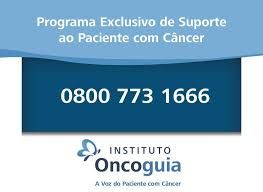 Programa Exclusivo de Suporte
ao Paciente com Câncer
0800 773 1666
INSTITUTO
Oncoguia
A Voz do Paciente com Câncer